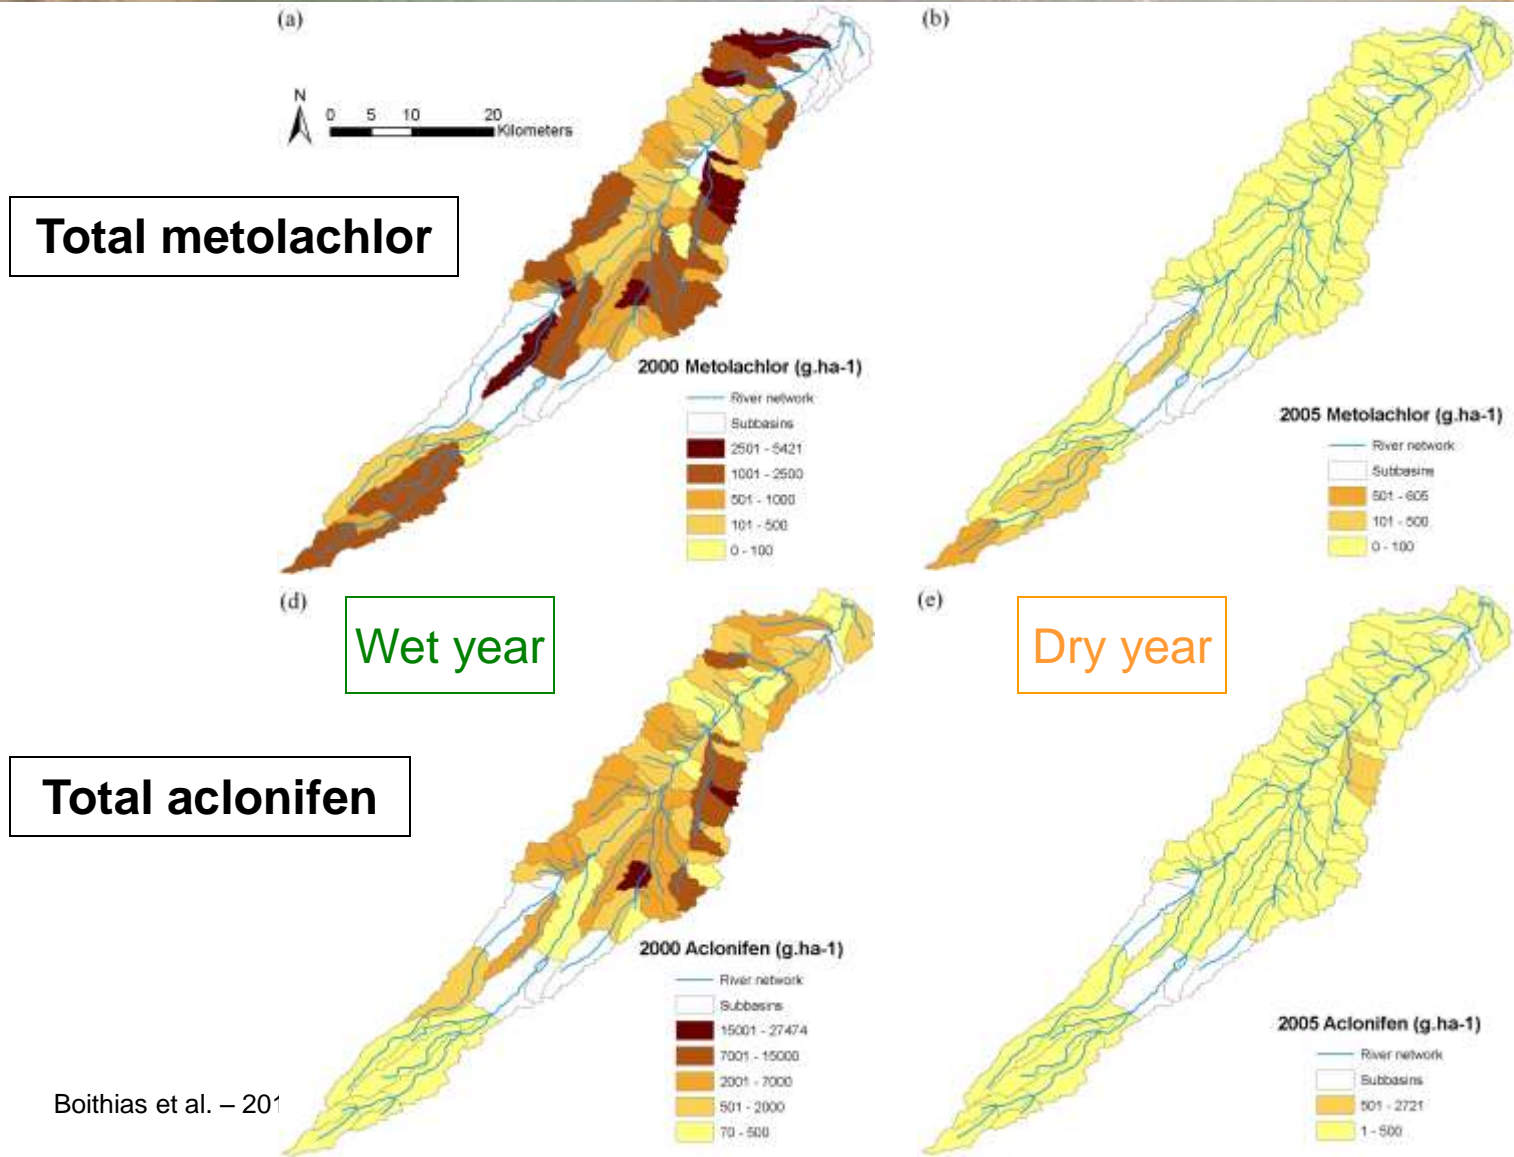 (a)
(b)
N
0 5 10 20
Kilometers
Total metolachlor
2000 Metolachlor (g.ha-1)
River network
Subbasins
2501 - 5421
1001 - 2500
501 - 1000
101 - 500
0 - 100
2005 Metolachlor (g.ha-1)
River network
Subbasins
501 - 605
101 - 500
0 - 100
(d)
(e)
Wet year
Dry year
Total aclonifen
2000 Aclonifen (g.ha-1)
River network
Subbasins
15001 - 27474
7001 - 15000
2001 - 7000
501 - 2000
70 - 500
2005 Aclonifen (g.ha-1)
River network
Subbasins
501 - 2721
1 - 500
Boithias et al. – 201